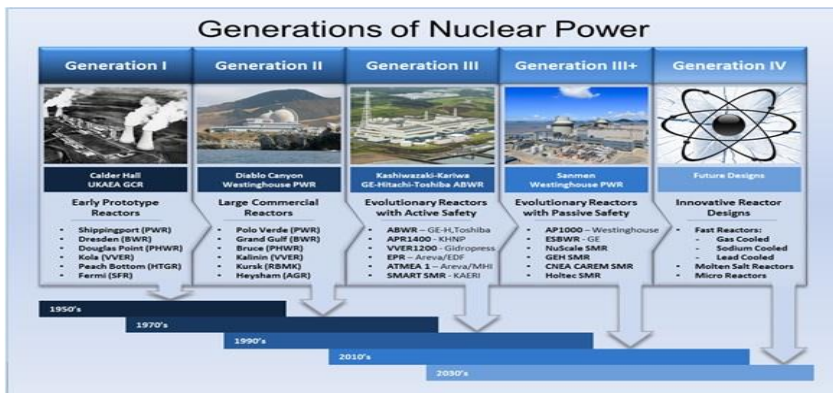 Generations of Nuclear Power
Generation I
Generation II
Generation III
Generation III+
Generation IV
Calder Hall
UKAEA GCR
Diablo Canyon
Westinghouse PWR
Kashiwazaki-Kariwa
GE-Hitachi-Toshiba ABWR
Sanmen
Westinghouse PWR
Future Designs
Early Prototype
Reactors
• Shippingport (PWR)
• Dresden (BWR)
• Douglas Point (PHWR)
• Kola (VVER)
• Peach Bottom (HTGR)
• Fermi (SFR)
Large Commercial
Reactors
• Polo Verde (PWR)
• Grand Gulf (BWR)
• Bruce (PHWR)
• Kalinin (VVER)
• Kursk (RBMK)
• Heysham (AGR)
Evolutionary Reactors
with Active Safety
• ABWR – GE-H,Toshiba
• APR1400 - KHNP
• VVER1200 - Gidropress
• EPR – Areva/EDF
• ATMEA 1 – Areva/MHI
• SMART SMR - KAERI
Evolutionary Reactors
with Passive Safety
• AP1000 – Westinghouse
• ESBWR – GE
• NuScale SMR
• GEH SMR
• CNEA CAREM SMR
• Holtec SMR
Innovative Reactor
Designs
• Fast Reactors:
- Gas Cooled
- Sodium Cooled
- Lead Cooled
• Molten Salt Reactors
• Micro Reactors
1950's
1970's
1990's
2010's
2030's